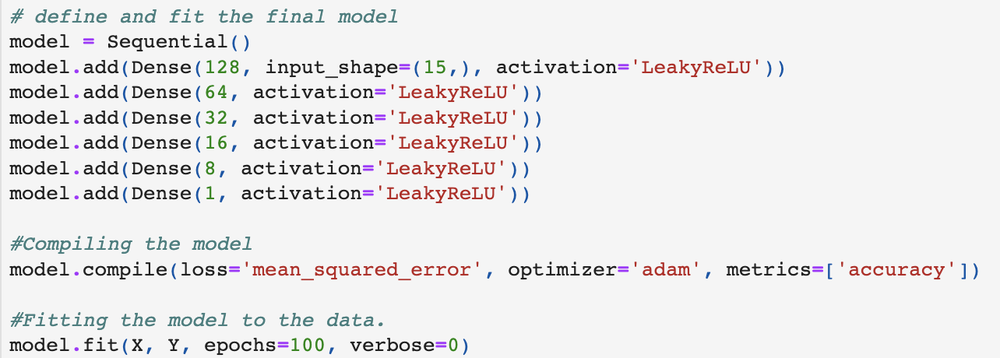 # define and fit the final model
model = Sequential()
model.add(Dense(128, input_shape=(15,), activation='LeakyReLU'))
model.add(Dense(64, activation='LeakyReLU'))
model.add(Dense(32, activation='LeakyReLU'))
model.add(Dense(16, activation='LeakyReLU'))
model.add(Dense(8, activation='LeakyReLU'))
model.add(Dense(1, activation='LeakyReLU'))
#Compiling the model
model.compile(loss='mean_squared_error', optimizer='adam', metrics=['accuracy'])
#Fitting the model to the data.
model.fit(X, Y, epochs=100, verbose=0)